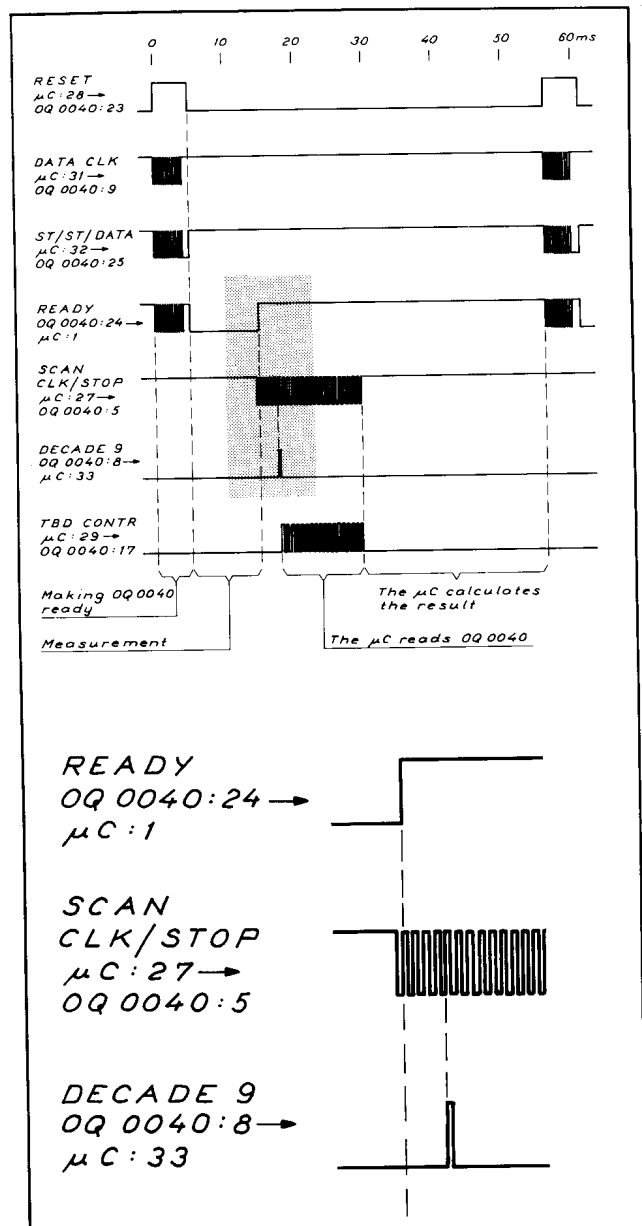 0 10 20 30 40 50 60ms
RESET
µC:28→
OQ 0040:23
DATA CLK
µC:31→
OQ 0040:9
ST/ST/DATA
µC:32→
OQ 0040:25
READY
OQ 0040:24→
µC:1
SCAN
CLK/STOP
µC:27→
OQ 0040:5
DECADE 9
OQ 0040:8→
µC:33
TBD CONTR
µC:29→
OQ 0040:17
Making OQ0040
ready
The µC calculates
the result
Measurement
The µC reads OQ0040
READY
OQ 0040:24→
µC:1
SCAN
CLK/STOP
µC:27→
OQ 0040:5
DECADE 9
OQ 0040:8→
µC:33